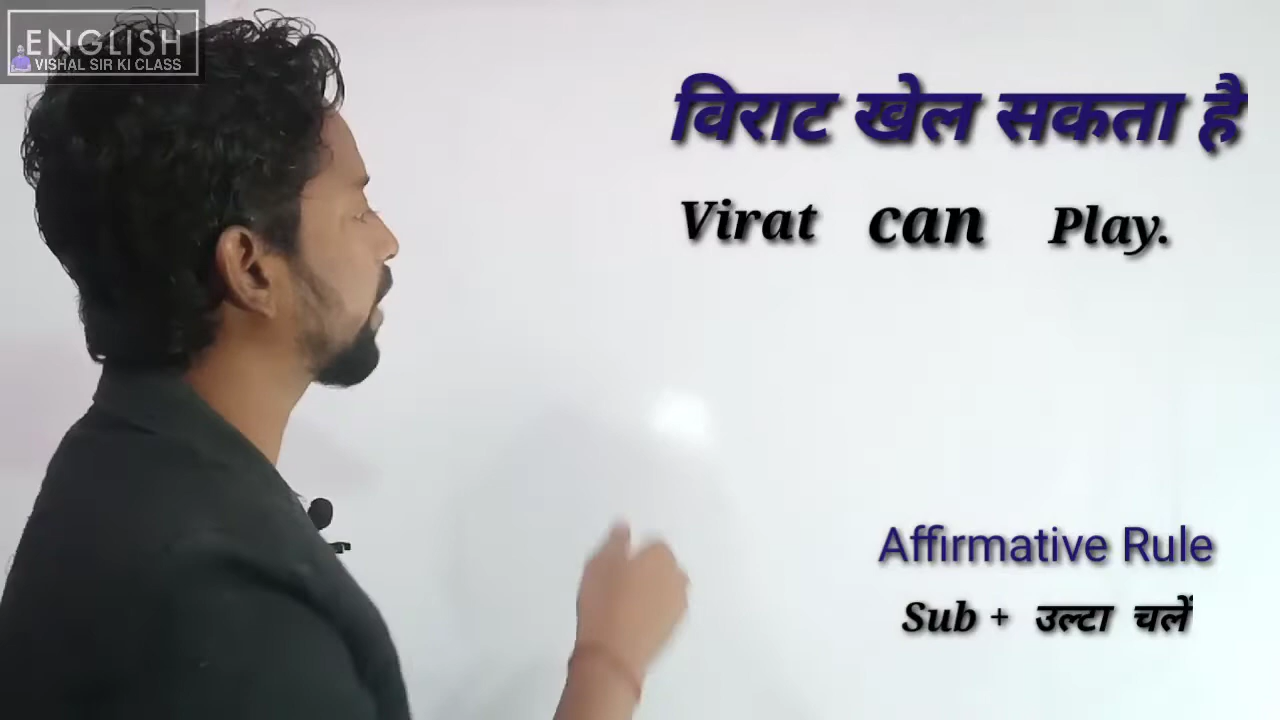 ENGLISH
VISHAL SIR KI CLASS
विराट खेल सकता है
Virat can Play.
Affirmative Rule
Sub + उल्टा चलें